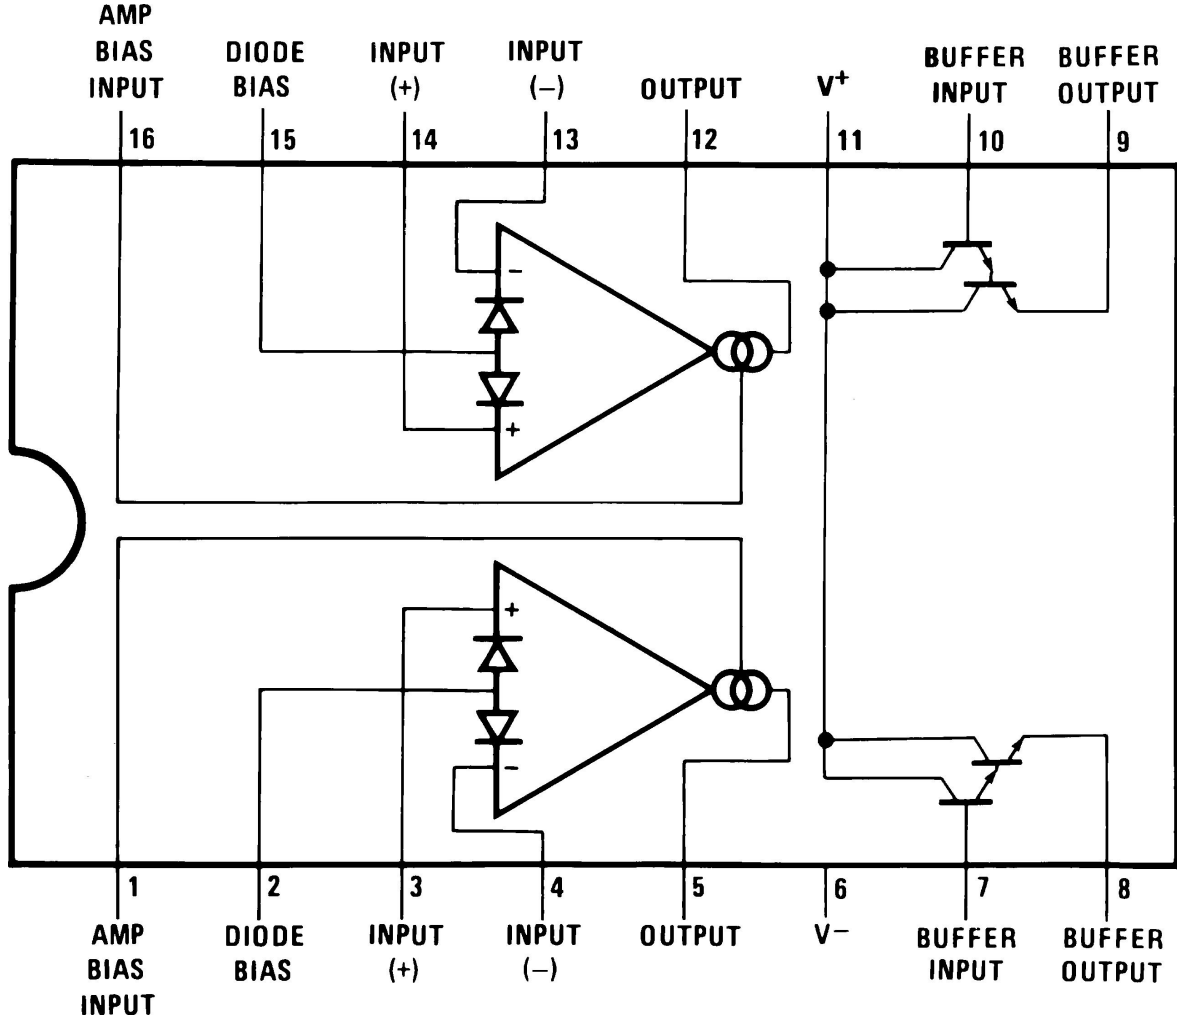 AMP
BIAS
INPUT
DIODE
BIAS
INPUT
(+)
INPUT
(−)
OUTPUT
V+
BUFFER
INPUT
BUFFER
OUTPUT
16
15
14
13
12
11
10
9
−
+
+
−
1
2
3
4
5
6
7
8
AMP
BIAS
INPUT
DIODE
BIAS
INPUT
(+)
INPUT
(−)
OUTPUT
V−
BUFFER
INPUT
BUFFER
OUTPUT